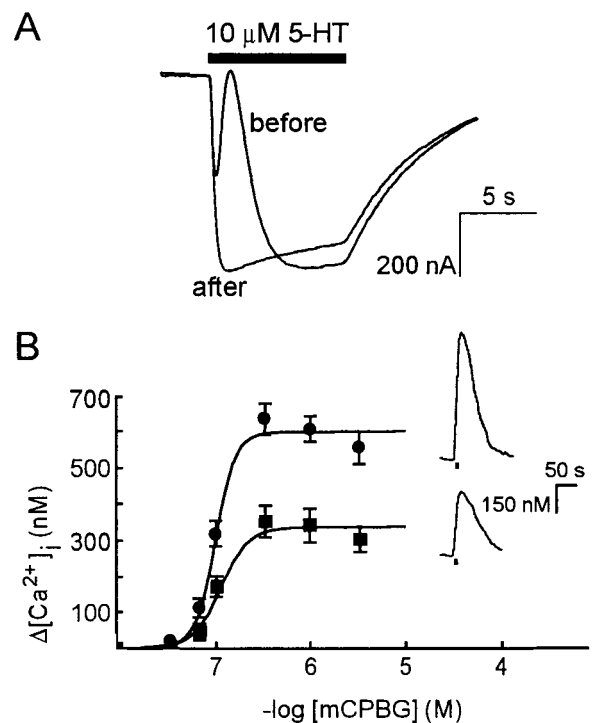 A
10 µM 5-HT
before
5 s
200 nA
after
B
700
500
300
100
Δ[Ca2+]i (nM)
50 s
150 nM
7
6
5
4
-log [mCPBG] (M)